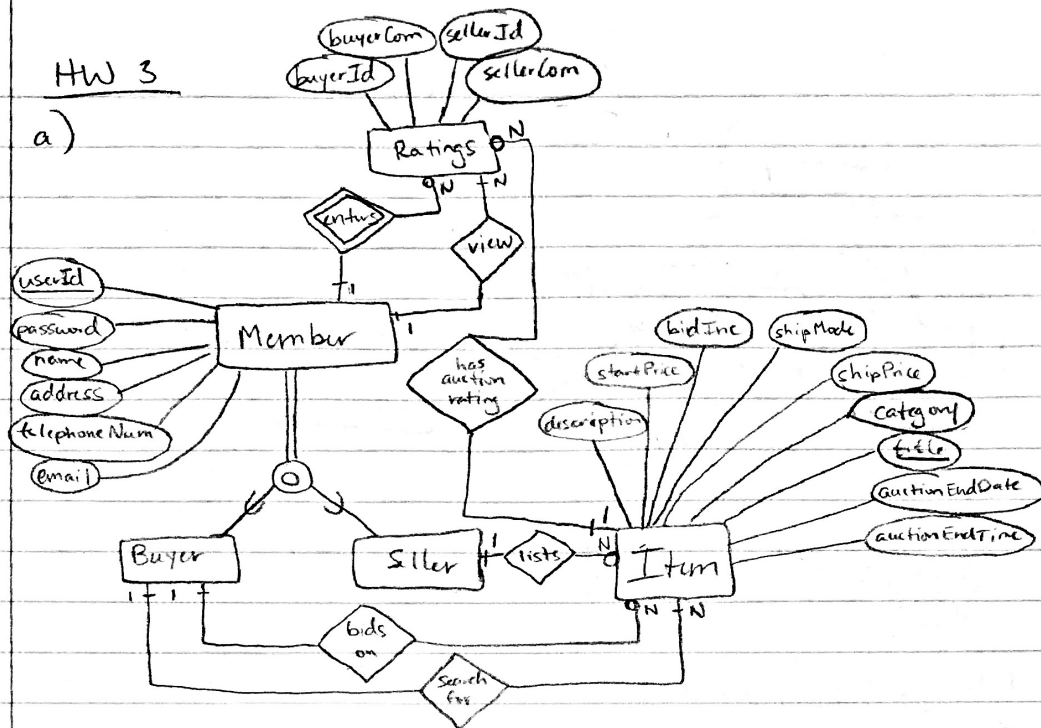 HW 3
a)
buyerCom
sellerId
buyerId
sellerCom
Ratings
N
N
N
enters
view
1
1
userId
password
name
address
telephoneNum
email
Member
has
auction
rating
bidInc
shipMode
startPrice
shipPrice
description
category
title
auctionEndDate
auctionEndTime
1
Buyer
Seller
1
lists
N
Item
1
1
N
N
bids
on
search
for